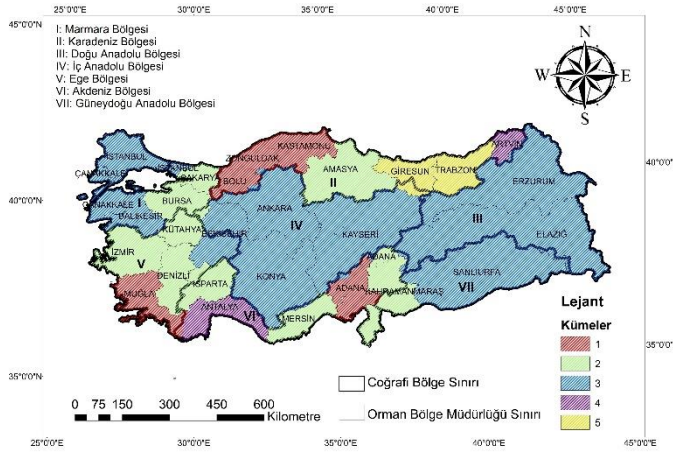 25°0'0"E 30°0'0"E 35°0'0"E 40°0'0"E 45°0'0"E
45°0'0"N
I: Marmara Bölgesi
II: Karadeniz Bölgesi
III: Doğu Anadolu Bölgesi
IV: İç Anadolu Bölgesi
V: Ege Bölgesi
VI: Akdeniz Bölgesi
VII: Güneydoğu Anadolu Bölgesi
N
W E
S
KASTAMONU
ZONGULDAK
ARTVİN
İSTANBUL
İSTANBUL
BOLU
AMASYA
GİRESUN
TRABZON
40°0'0"N
ÇANAKKALE
SAKARYA
II
ERZURUM
40°0'0"N
ÇANAKKALE
I
BURSA
ANKARA
BALIKESİR
IV
III
KÜTAHYA
ESKİŞEHİR
KAYSERİ
ELAZIĞ
İZMİR
ADANA
V
DENİZLİ
KONYA
ŞANLIURFA
ISPARTA
ADANA
VII
MUĞLA
KAHRAMANMARAŞ
ANTALYA
VI
MERSİN
Lejant
Kümeler
35°0'0"N
1
35°0'0"N
2
Coğrafi Bölge Sınırı
3
0 75 150 300 450 600
4
Kilometre
Orman Bölge Müdürlüğü Sınırı
5
25°0'0"E 30°0'0"E 35°0'0"E 40°0'0"E 45°0'0"E